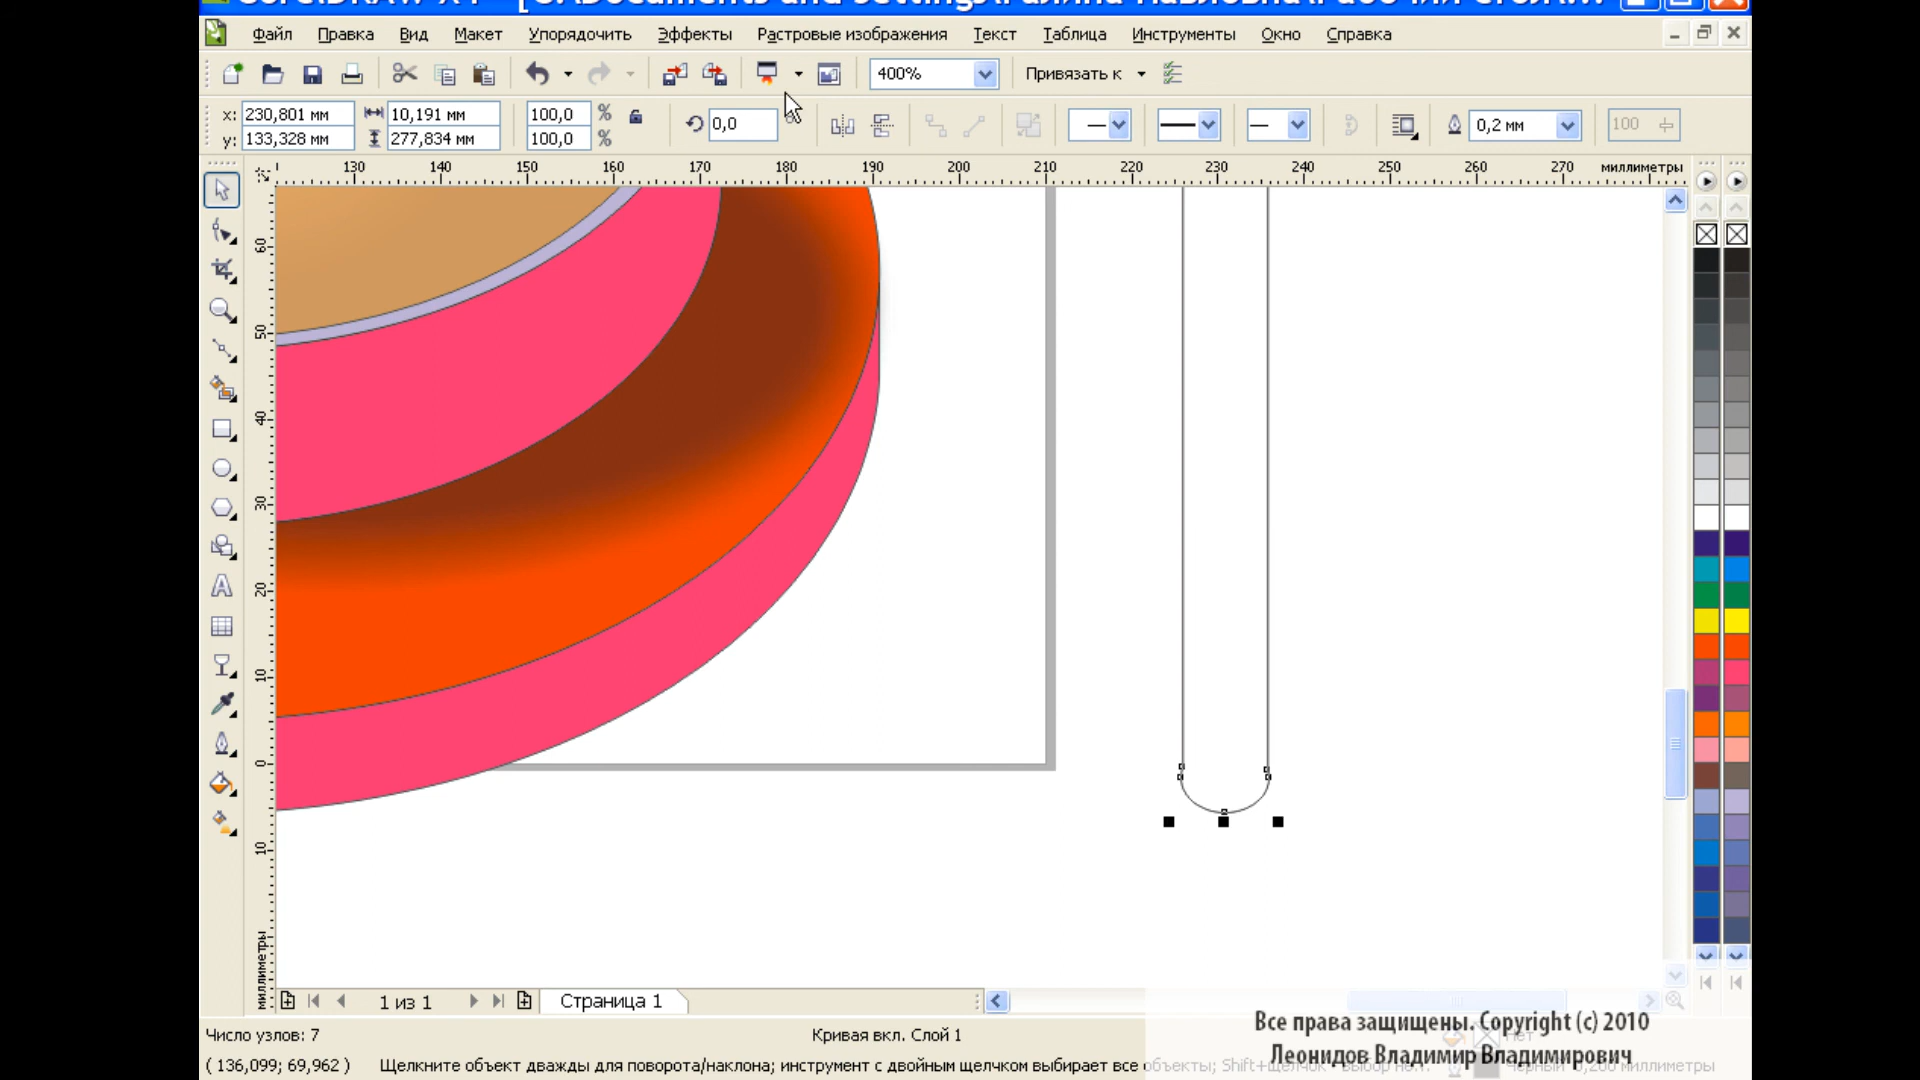 Файл Правка Вид Макет Упорядочить Эффекты Растровые изображения Текст Таблица Инструменты Окно Справка
400% Привязать к
x: 230,801 мм 10,191 мм 100,0 % 0,0 0,2 мм 100
y: 133,328 мм 277,834 мм 100,0 %
130 140 150 160 170 180 190 200 210 220 230 240 250 260 270 миллиметры
60
50
40
30
20
10
0
10
миллиметры
1 из 1 Страница 1
Число узлов: 7 Кривая вкл. Слой 1
( 136,099; 69,962 ) Щелкните объект дважды для поворота/наклона; инструмент с двойным щелчком выбирает все объекты; Shift+щелчок - выбор не
Все права защищены. Copyright (c) 2010
Леонидов Владимир Владимирович